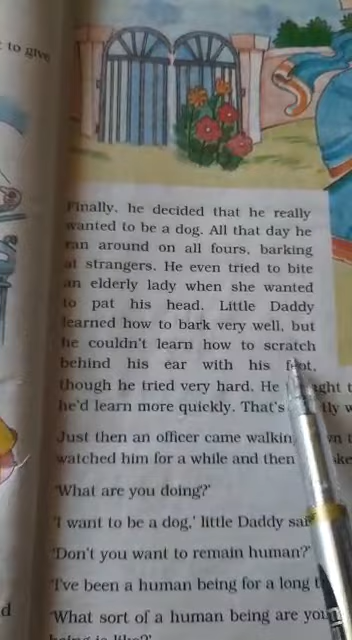 to give
Finally, he decided that he really
wanted to be a dog. All that day he
ran around on all fours, barking
at strangers. He even tried to bite
an elderly lady when she wanted
to pat his head. Little Daddy
learned how to bark very well, but
he couldn't learn how to scratch
behind his ear with his
though he tried very hard. He
he'd learn more quickly. That's
Just then an officer came
watched him for a while and then
'What are you doing?'
'I want to be a dog,' little Daddy
'Don't you want to remain human?'
'I've been a human being for a long
'What sort of a human being are you